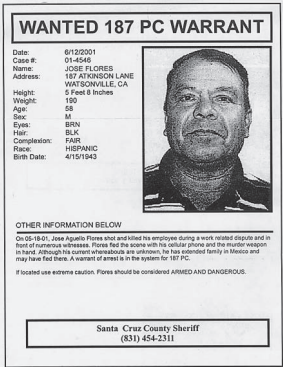 WANTED 187 PC WARRANT
Date: 6/12/2001
Case #: 01-4546
Name: JOSE FLORES
Address: 187 ATKINSON LANE
WATSONVILLE, CA
Height: 5 Feet 8 Inches
Weight: 190
Age: 58
Sex: M
Eyes: BRN
Hair: BLK
Complexion: FAIR
Race: HISPANIC
Birth Date: 4/15/1943
OTHER INFORMATION BELOW
On 05-18-01, Jose Aguello Flores shot and killed his employee during a work related dispute and in
front of numerous witnesses. Flores fled the scene with his cellular phone and the murder weapon
in hand. Although his current whereabouts are unknown, he has extended family in Mexico and
may have fled there. A warrant of arrest is in the system for 187 PC.
If located use extreme caution. Flores should be considered ARMED AND DANGEROUS.
Santa Cruz County Sheriff
(831) 454-2311